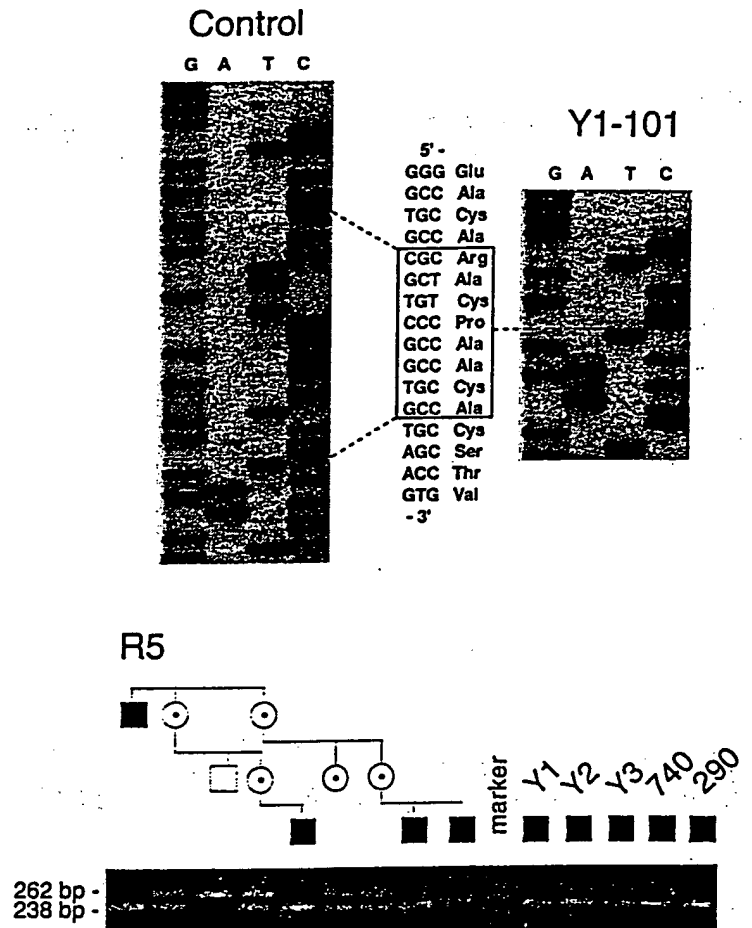 Control
G A T C
Y1-101
G A T C
5' -
GGG Glu
GCC Ala
TGC Cys
GCC Ala
CGC Arg
GCT Ala
TGT Cys
CCC Pro
GCC Ala
GCC Ala
TGC Cys
GCC Ala
TGC Cys
AGC Ser
ACC Thr
GTG Val
- 3'
R5
marker
Y1
Y2
Y3
740
290
262 bp -
238 bp -